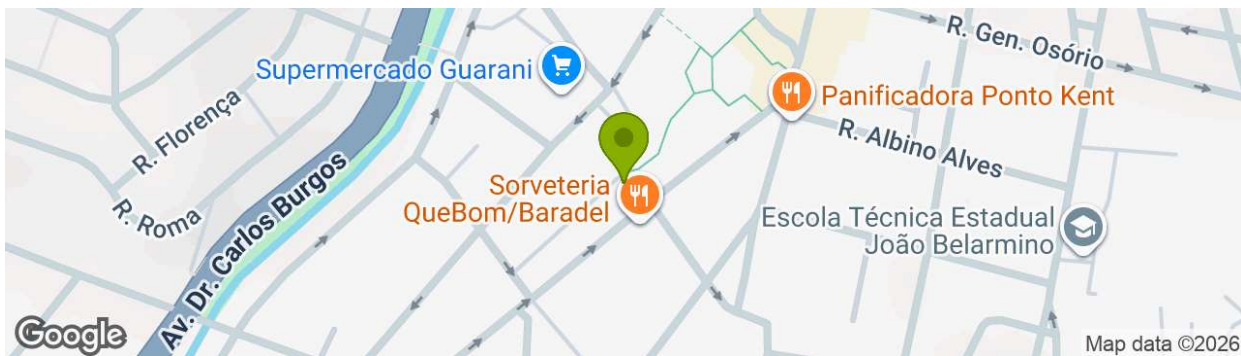 R. Gen. Osório
Supermercado Guarani
Panificadora Ponto Kent
R. Florença
R. Albino Alves
Sorveteria
QueBom/Baradel
R. Roma
Av. Dr. Carlos Burgos
Escola Técnica Estadual
João Belarmino
Google
Map data ©2026